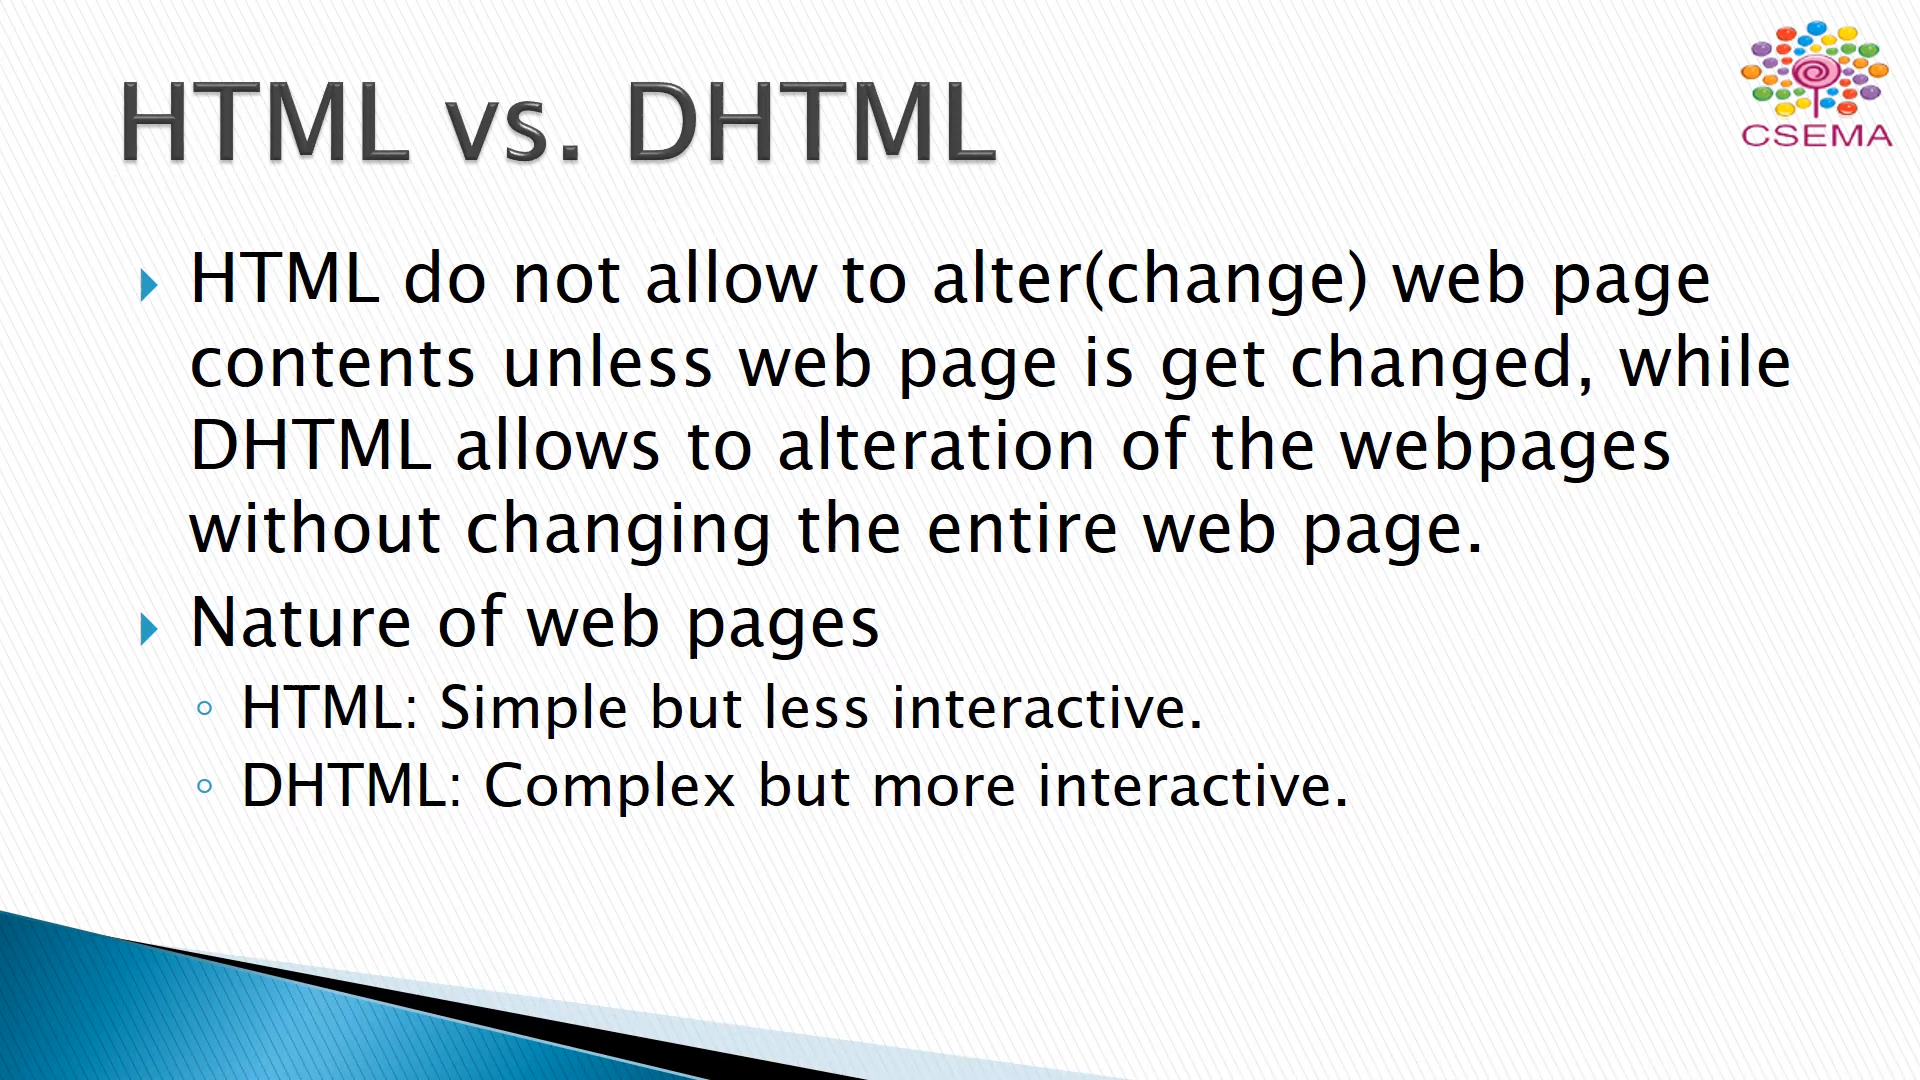 HTML vs. DHTML
CSEMA
HTML do not allow to alter(change) web page
contents unless web page is get changed, while
DHTML allows to alteration of the webpages
without changing the entire web page.
Nature of web pages
HTML: Simple but less interactive.
DHTML: Complex but more interactive.